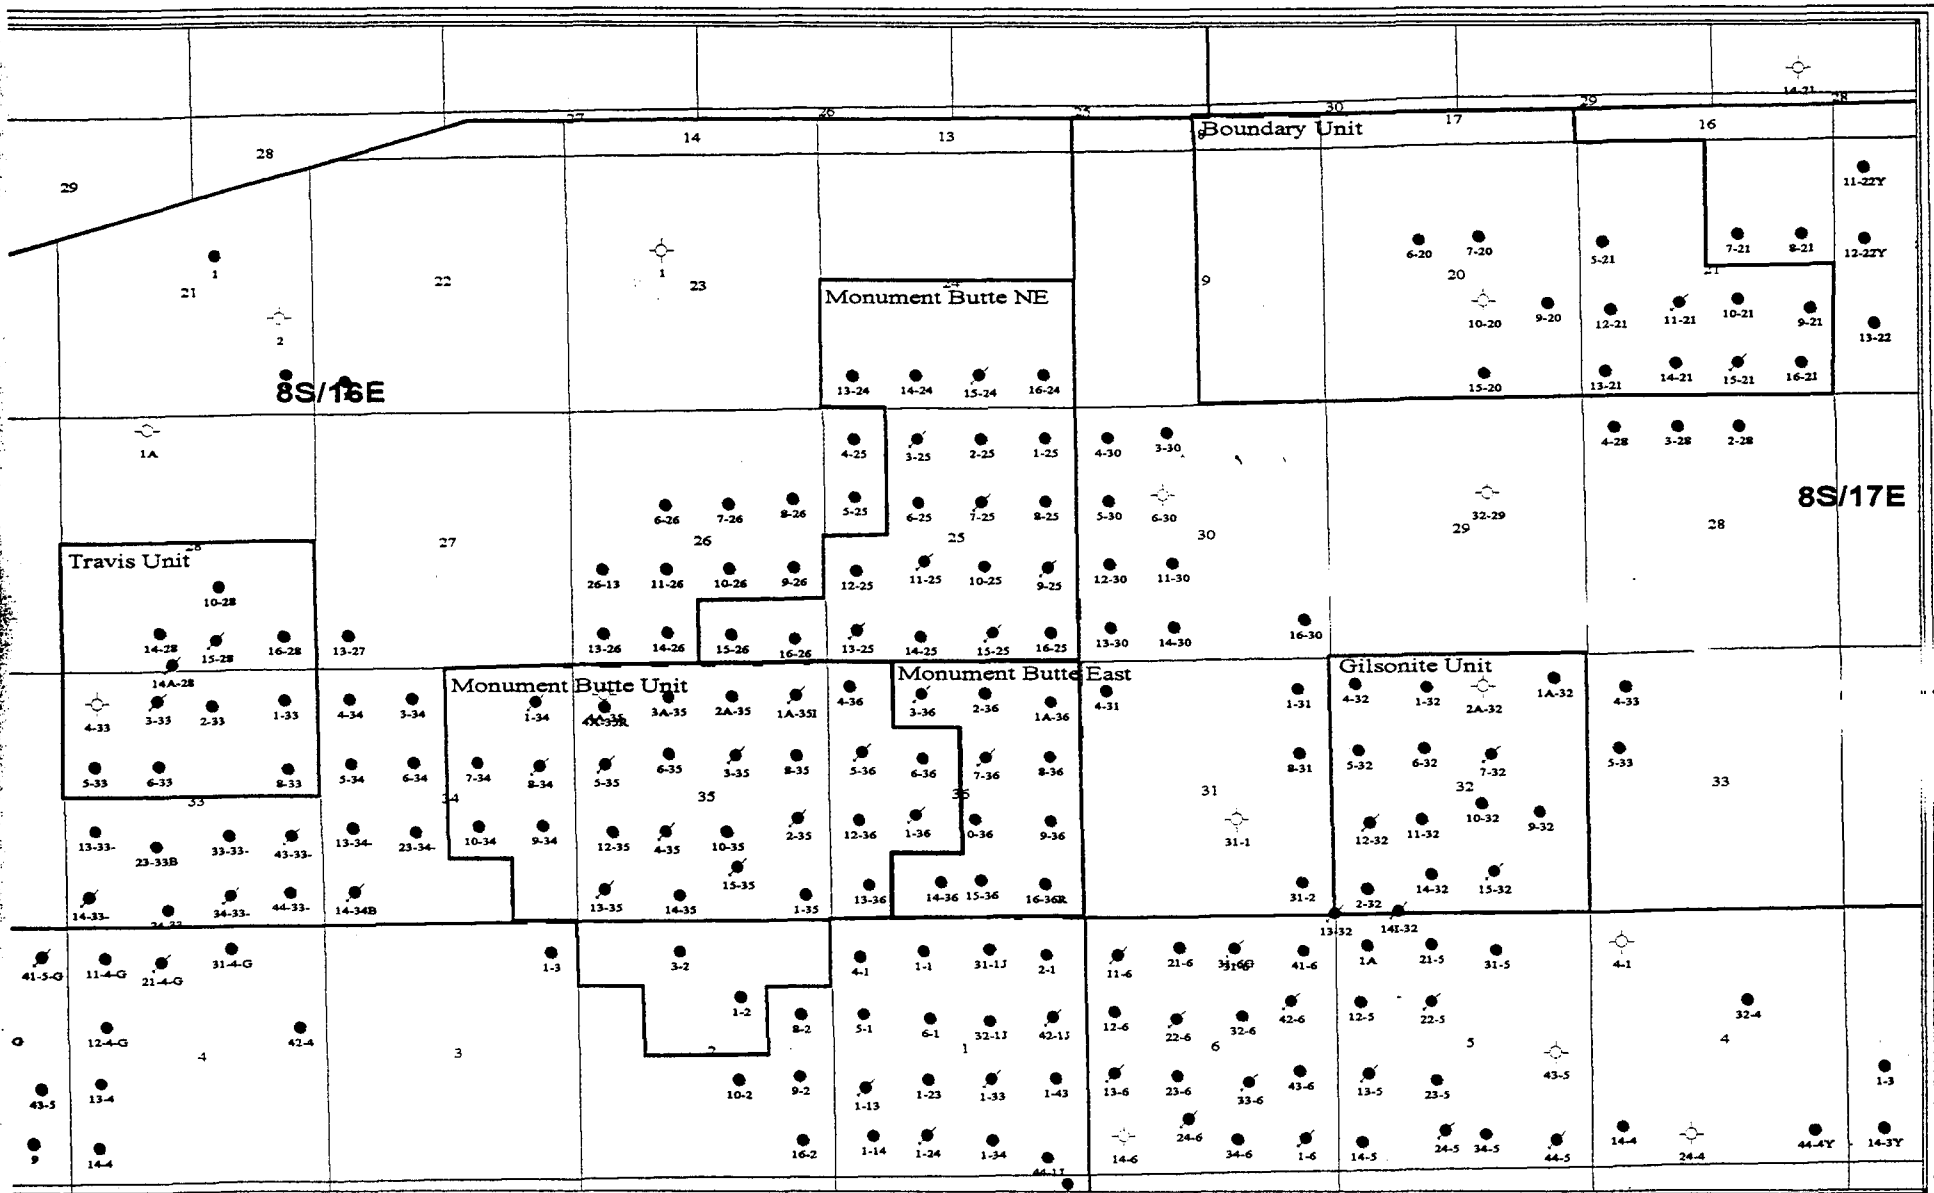 14-21
27 26 25 30 29 28
14 13 17 16
Boundary Unit
28
29
11-22Y
6-20 7-20 5-21 7-21 8-21 12-22Y
1
1
21 22 23 24 9 20 21
Monument Butte NE
2
10-20 9-20 12-21 11-21 10-21 9-21 13-22
8S/16E
13-24 14-24 15-24 16-24
15-20 13-21 14-21 15-21 16-21
1A
4-25 3-25 2-25 1-25 4-30 3-30 4-28 3-28 2-28
8S/17E
6-26 7-26 8-26 5-25 6-25 7-25 8-25 5-30 6-30 32-29
28 27 26 25 30 29 28
Travis Unit
10-28
26-13 11-26 10-26 9-26 12-25 11-25 10-25 9-25 12-30 11-30
14-28 15-28 16-28 13-27 13-26 14-26 15-26 16-26 13-25 14-25 15-25 16-25 13-30 14-30 16-30
14A-28
Monument Butte Unit
Monument Butte East
Gilsonite Unit
4-33 3-33 2-33 1-33 4-34 3-34 1-34 3A-35 2A-35 1A-35I 4-36 3-36 2-36 1A-36 4-31 1-31 4-32 1-32 2A-32 1A-32 4-33
5-33 6-33 8-33 5-34 6-34 7-34 8-34 5-35 6-35 3-35 8-35 5-36 6-36 7-36 8-36 8-31 5-32 6-32 7-32 5-33
33 34 35 36 31 32 33
13-33- 23-33B 33-33- 43-33- 13-34- 23-34- 10-34 9-34 12-35 4-35 10-35 2-35 12-36 1-36 0-36 9-36 31-1 12-32 11-32 10-32 9-32
15-35
14-33- 24-33 34-33- 44-33- 14-34B 13-35 14-35 1-35 13-36 14-36 15-36 16-36R 31-2 2-32 14-32 15-32
13-32 14I-32
41-5-G 11-4-G 21-4-G 31-4-G 1-3 3-2 4-1 1-1 31-1J 2-1 11-6 21-6 41-6 1A 21-5 31-5 4-1
1-2
G 12-4-G 42-4 8-2 5-1 6-1 32-1J 42-1J 12-6 22-6 32-6 42-6 12-5 22-5 32-4
4 3 2 1 6 5 4
43-5 13-4 10-2 9-2 1-13 1-23 1-33 1-43 13-6 23-6 33-6 43-6 13-5 23-5 43-5 1-3
9 14-4 16-2 1-14 1-24 1-34 44-1J 14-6 24-6 34-6 1-6 14-5 24-5 34-5 44-5 14-4 24-4 44-4Y 14-3Y